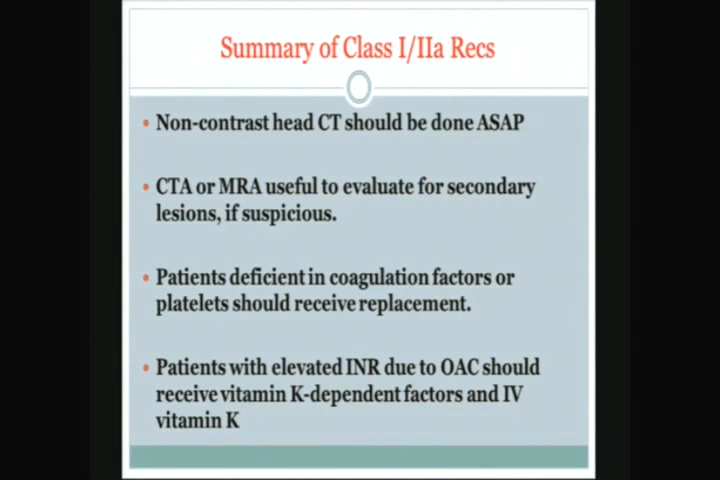 Summary of Class I/IIa Recs
• Non-contrast head CT should be done ASAP
• CTA or MRA useful to evaluate for secondary
lesions, if suspicious.
• Patients deficient in coagulation factors or
platelets should receive replacement.
• Patients with elevated INR due to OAC should
receive vitamin K-dependent factors and IV
vitamin K